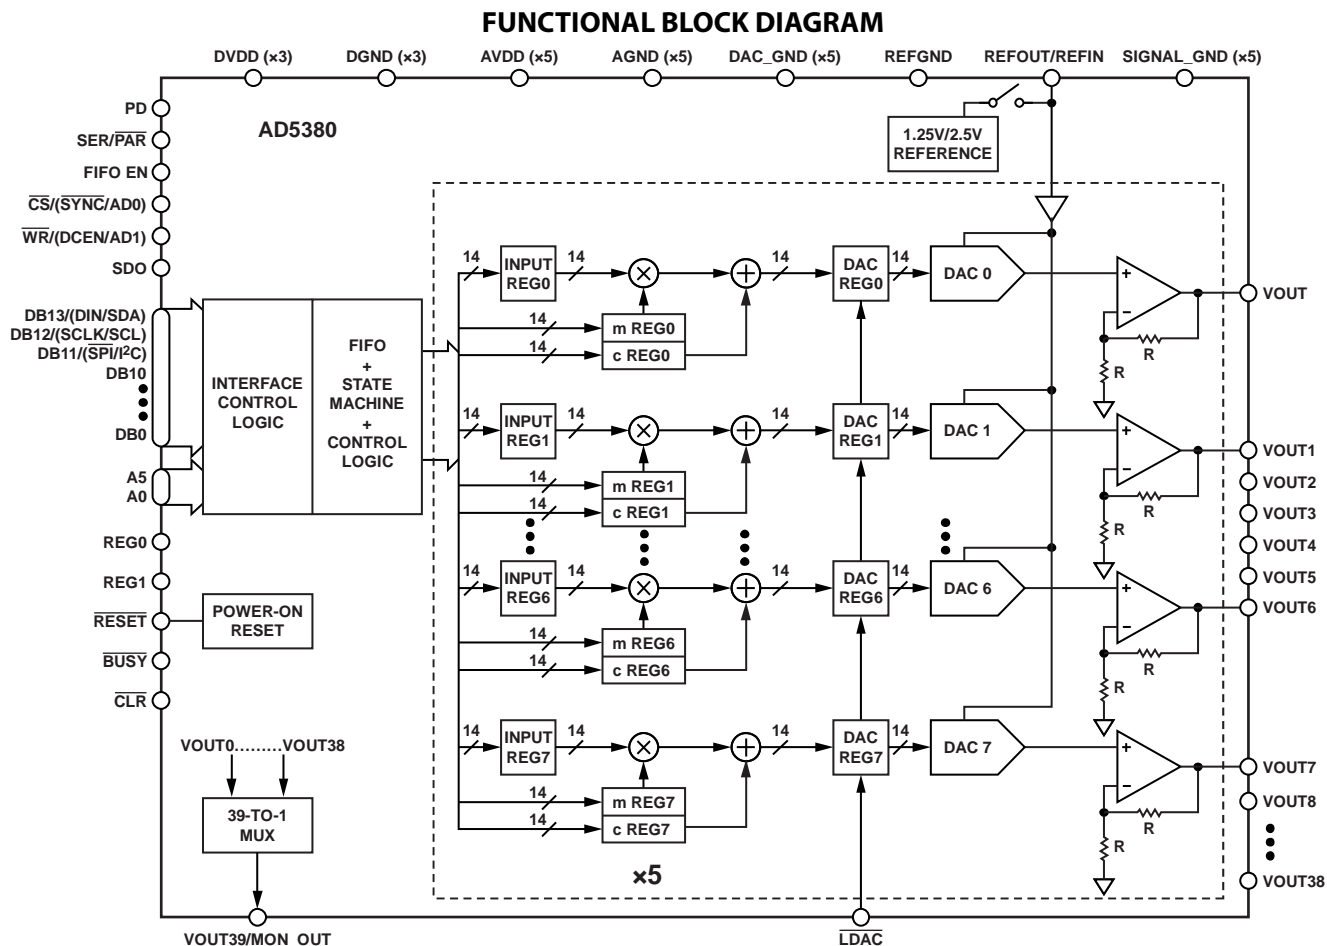 FUNCTIONAL BLOCK DIAGRAM
DVDD (×3)
DGND (×3)
AVDD (×5)
AGND (×5)
DAC_GND (×5)
REFGND
REFOUT/REFIN
SIGNAL_GND (×5)
PD
SER/PAR
FIFO EN
CS/(SYNC/AD0)
WR/(DCEN/AD1)
SDO
DB13/(DIN/SDA)
DB12/(SCLK/SCL)
DB11/(SPI/I2C)
DB10
DB0
A5
A0
REG0
REG1
RESET
BUSY
CLR
AD5380
1.25V/2.5V
REFERENCE
INTERFACE
CONTROL
LOGIC
FIFO
+
STATE
MACHINE
+
CONTROL
LOGIC
POWER-ON
RESET
VOUT0.........VOUT38
39-TO-1
MUX
VOUT39/MON OUT
14
INPUT
REG0
14
14
DAC
REG0
14
DAC 0
+
−
R
R
VOUT
14
m REG0
14
c REG0
14
INPUT
REG1
14
14
DAC
REG1
14
DAC 1
+
−
R
R
VOUT1
14
m REG1
14
c REG1
VOUT2
VOUT3
VOUT4
VOUT5
14
INPUT
REG6
14
14
DAC
REG6
14
DAC 6
+
−
R
R
VOUT6
14
m REG6
14
c REG6
14
INPUT
REG7
14
14
DAC
REG7
14
DAC 7
+
−
R
R
VOUT7
14
m REG7
14
c REG7
VOUT8
VOUT38
×5
LDAC